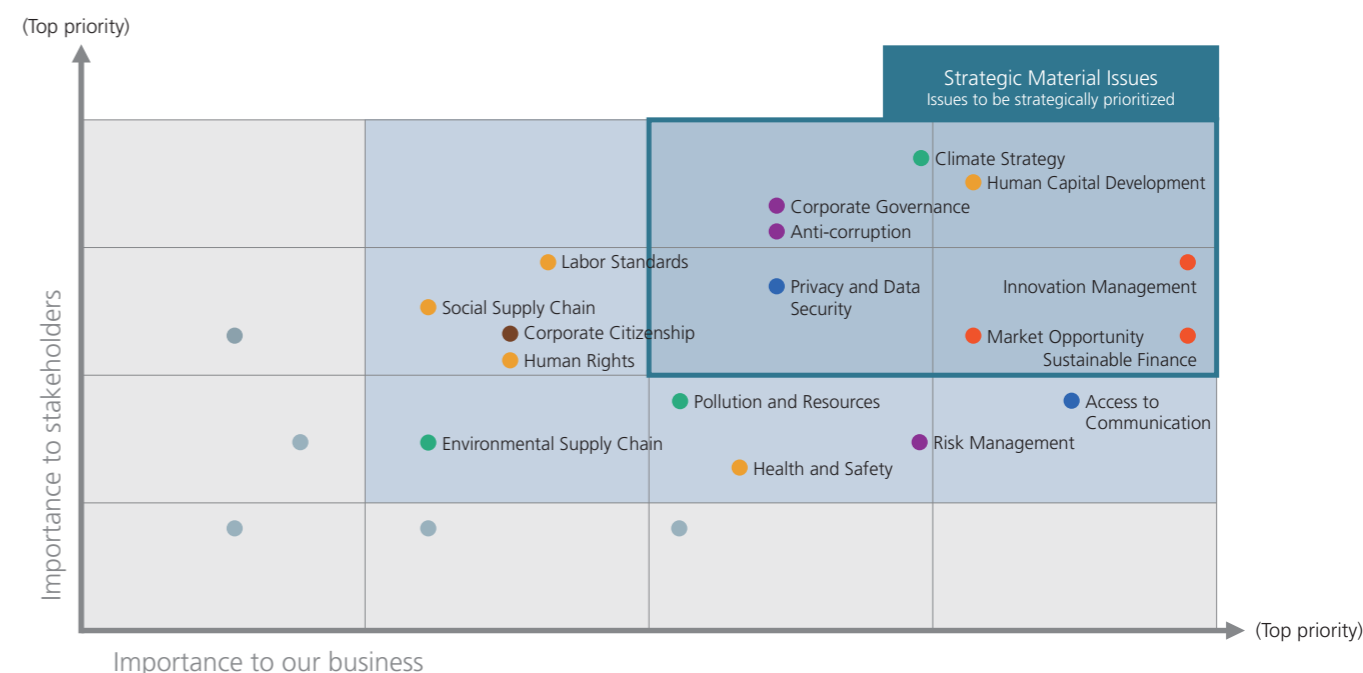 (Top priority)
Strategic Material Issues
Issues to be strategically prioritized
Climate Strategy
Human Capital Development
Corporate Governance
Anti-corruption
Labor Standards
Privacy and Data
Security
Innovation Management
Social Supply Chain
Corporate Citizenship
Human Rights
Market Opportunity
Sustainable Finance
Pollution and Resources
Access to
Communication
Environmental Supply Chain
Risk Management
Health and Safety
Importance to stakeholders
(Top priority)
Importance to our business